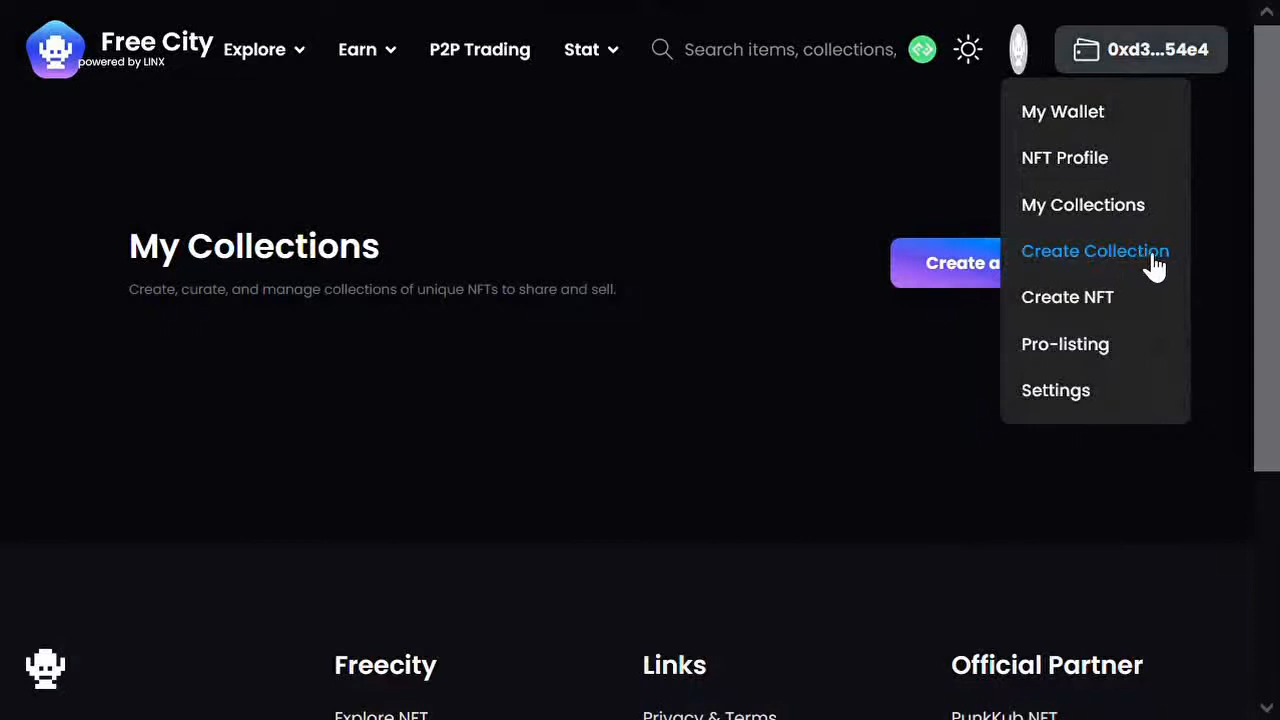 Free City
powered by LINX
Explore
Earn
P2P Trading
Stat
Search items, collections,
0xd3...54e4
My Wallet
NFT Profile
My Collections
Create Collection
Create NFT
Pro-listing
Settings
My Collections
Create, curate, and manage collections of unique NFTs to share and sell.
Create a
Freecity
Links
Official Partner
Explore NFT
Privacy & Terms
PunkKub NFT